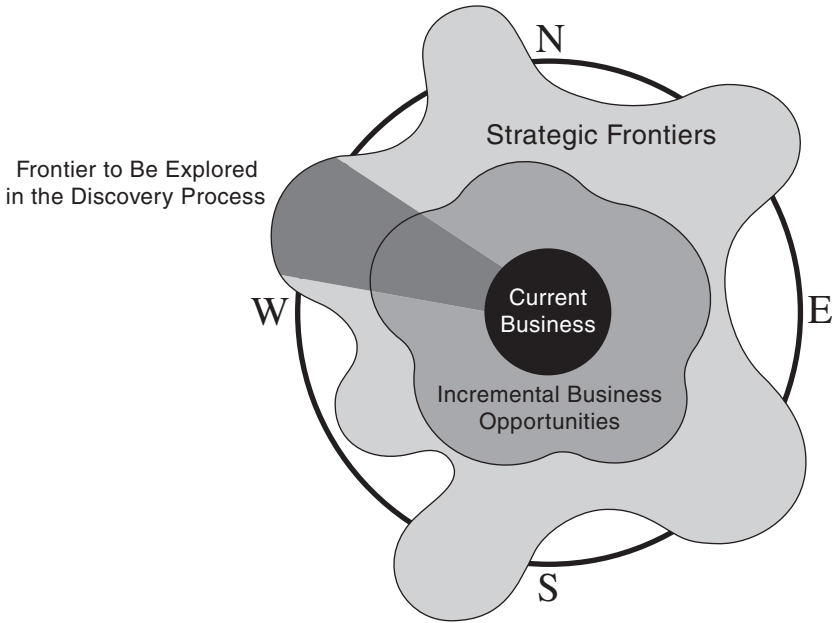 N
Strategic Frontiers
Frontier to Be Explored
in the Discovery Process
W
Current
Business
E
Incremental Business
Opportunities
S